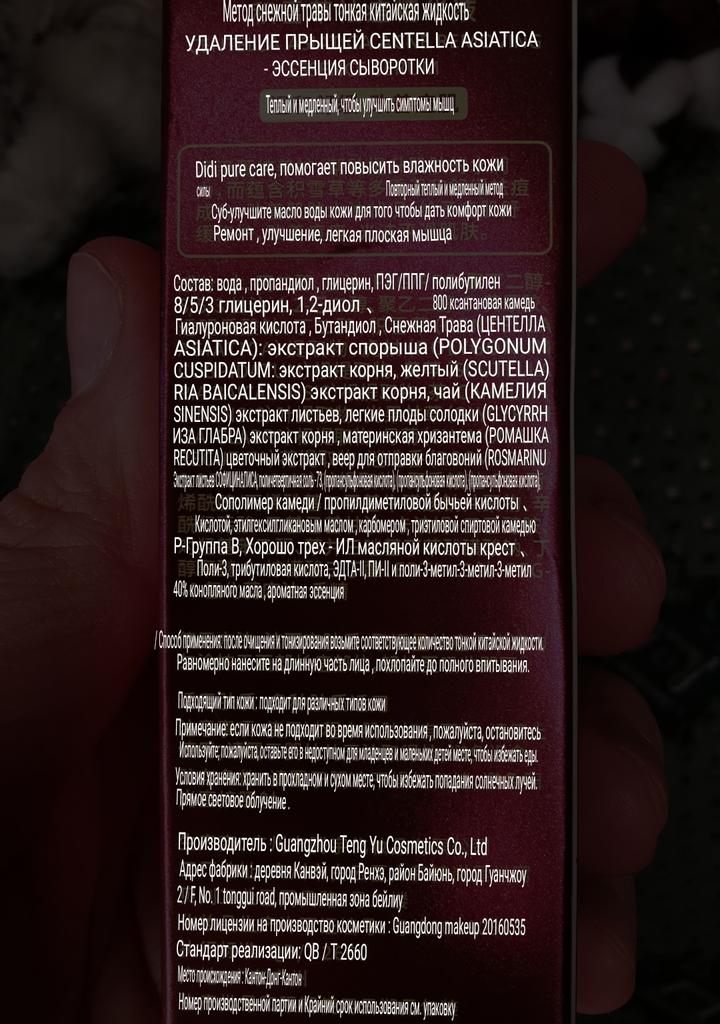 Метод снежной травы тонкая китайская жидкость
УДАЛЕНИЕ ПРЫЩЕЙ CENTELLA ASIATICA
- ЭССЕНЦИЯ СЫВОРОТКИ
Теплый и медленный, чтобы улучшить симптомы мышц
Didi pure care, помогает повысить влажность кожи
силы
Повторный теплый и медленный метод
Суб-улучшите масло воды кожи для того чтобы дать комфорт кожи
Ремонт , улучшение, легкая плоская мышца
Состав: вода , пропандиол , глицерин, ПЭГ/ППГ/ полибутилен
8/5/3 глицерин, 1,2-диол 、 800 ксантановая камедь
Гиалуроновая кислота , Бутандиол , Снежная Трава (ЦЕНТЕЛЛА
ASIATICA): экстракт спорыша (POLYGONUM
CUSPIDATUM: экстракт корня, желтый (SCUTELLA)
RIA BAICALENSIS) экстракт корня, чай (КАМЕЛИЯ
SINENSIS) экстракт листьев, легкие плоды солодки (GLYCYRRH
ИЗА ГЛАБРА) экстракт корня , материнская хризантема (РОМАШКА
RECUTITA) цветочный экстракт , веер для отправки благовоний (ROSMARINU
Экстракт листьев ОФИЦИНАЛИСА,
Сополимер камеди / пропилдиметиловой бычьей кислоты 、
Кислотой, этилгексилгликановым маслом , карбомером , триэтиловой спиртовой камедью
Р-Группа В, Хорошо трех - ИЛ масляной кислоты крест 、
Поли-3, трибутиловая кислота, ЭДТА-II, ПИ-II и поли-3-метил-3-метил-3-метил
40% конопляного масла , ароматная эссенция
/ Способ применения: после очищения и тонизирования возьмите соответствующее количество тонкой китайской жидкости.
Равномерно нанесите на длинную часть лица , похлопайте до полного впитывания.
Подходящий тип кожи : подходит для различных типов кожи
Примечание: если кожа не подходит во время использования , пожалуйста, остановитесь
Используйте; пожалуйста, оставьте его в недоступном для младенцев и маленьких детей месте, чтобы избежать еды.
Условия хранения: хранить в прохладном и сухом месте, чтобы избежать попадания солнечных лучей.
Прямое световое облучение .
Производитель : Guangzhou Teng Yu Cosmetics Co., Ltd
Адрес фабрики : деревня Канвэй, город Ренхэ, район Байюнь, город Гуанчжоу
2 / F, No. 1 tonggui road, промышленная зона бейлиу
Номер лицензии на производство косметики : Guangdong makeup 20160535
Стандарт реализации: QB / T 2660
Место происхождения : Кантон-Донг-Кантон
Номер производственной партии и Крайний срок использования см. упаковку